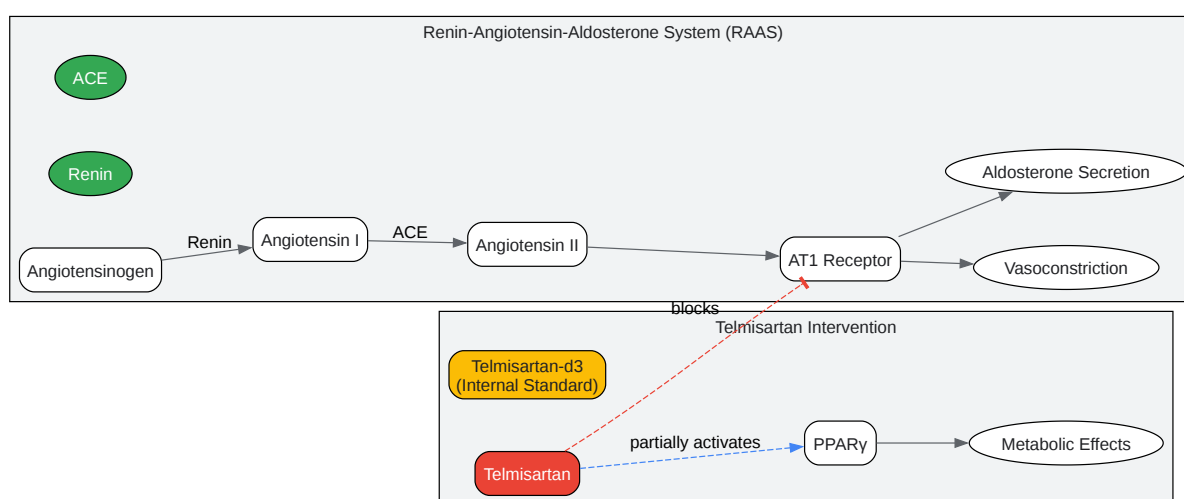 Renin-Angiotensin-Aldosterone System (RAAS)
ACE
Renin
Aldosterone Secretion
Renin
Angiotensin I
ACE
Angiotensin II
AT1 Receptor
Vasoconstriction
Angiotensinogen
blocks
Telmisartan Intervention
Telmisartan-d3
(Internal Standard)
partially activates
PPARγ
Metabolic Effects
Telmisartan